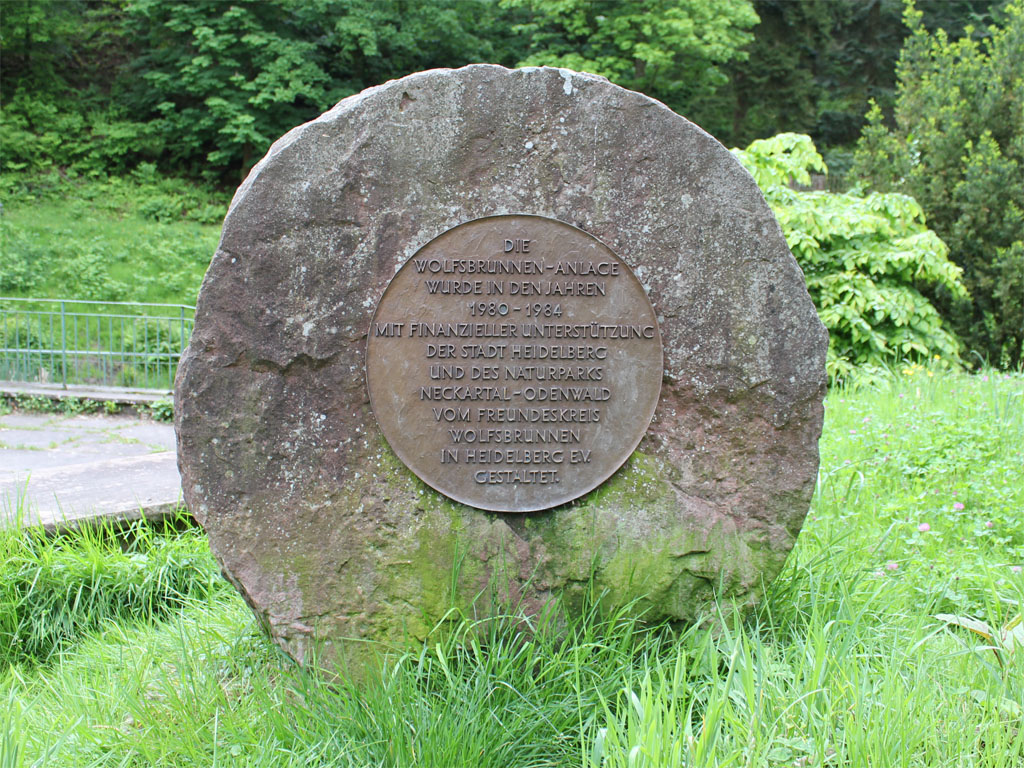 DIE
WOLFSBRUNNEN-ANLAGE
WURDE IN DEN JAHREN
1980-1984
MIT FINANZIELLER UNTERSTÜTZUNG
DER STADT HEIDELBERG
UND DES NATURPARKS
NECKARTAL-ODENWALD
VOM FREUNDESKREIS
WOLFSBRUNNEN
IN HEIDELBERG E.V.
GESTALTET.